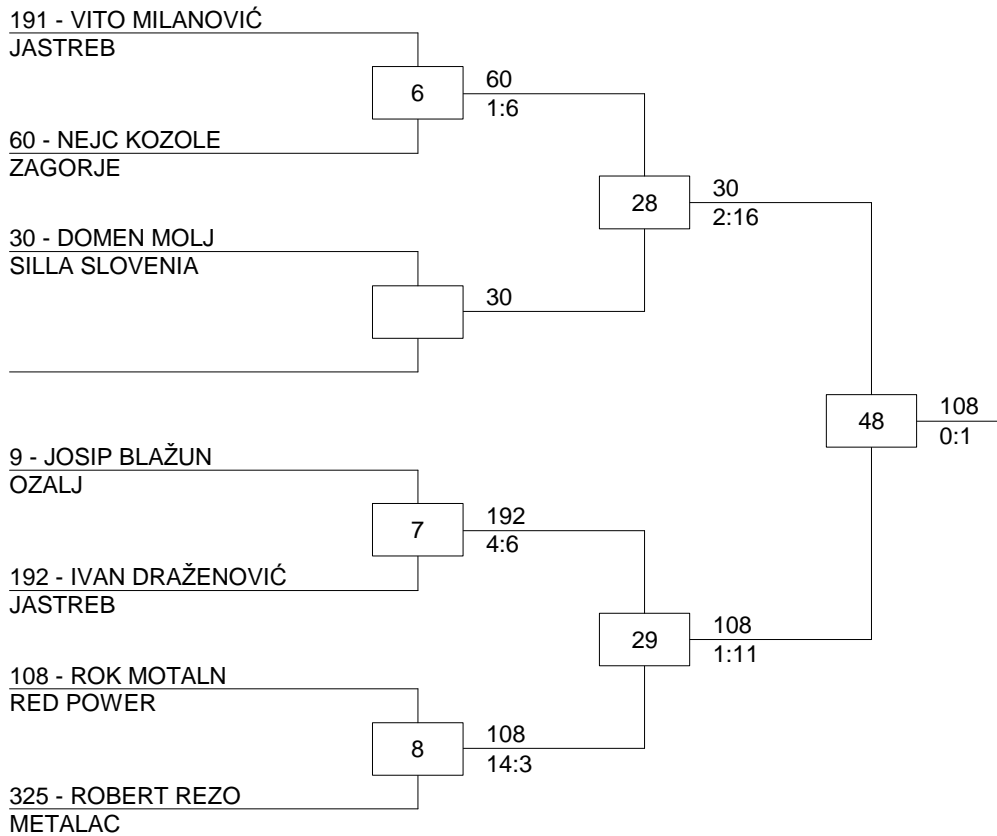 191 - VITO MILANOVIĆ
JASTREB
6
60
1:6
60 - NEJC KOZOLE
ZAGORJE
28
30
2:16
30 - DOMEN MOLJ
SILLA SLOVENIA
30
48
108
0:1
9 - JOSIP BLAŽUN
OZALJ
7
192
4:6
192 - IVAN DRAŽENOVIĆ
JASTREB
29
108
1:11
108 - ROK MOTALN
RED POWER
8
108
14:3
325 - ROBERT REZO
METALAC